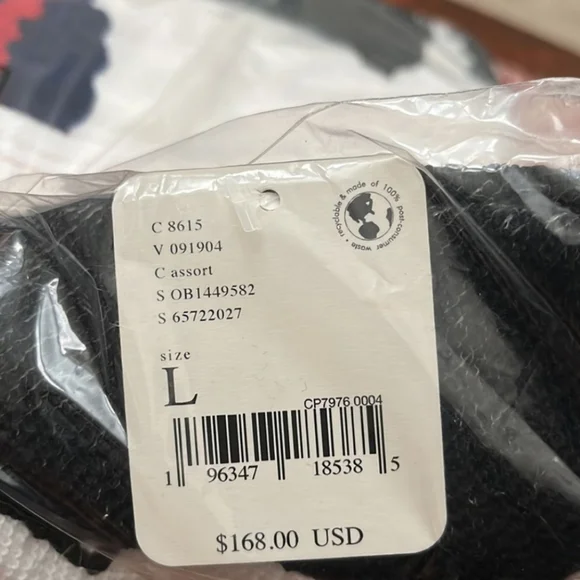 recyclable & made of 100% post-consumer waste •
C 8615
V 091904
C assort
S OB1449582
S 65722027
size
L
CP7976 0004
1 96347 18538 5
$168.00 USD